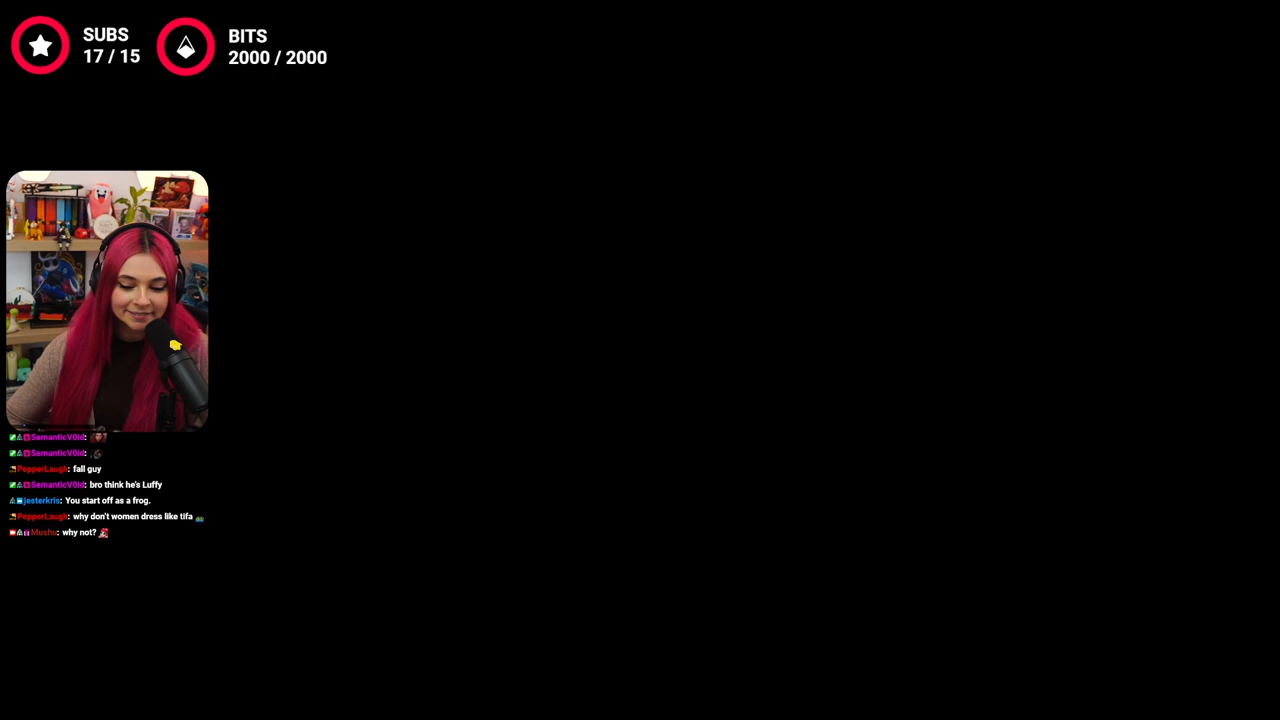 SUBS
17 / 15
BITS
2000 / 2000
SemanticV0id:
SemanticV0id:
PepperLaugh: fall guy
SemanticV0id: bro think he's Luffy
jesterkris: You start off as a frog.
PepperLaugh: why don't women dress like tifa
Mushu: why not?